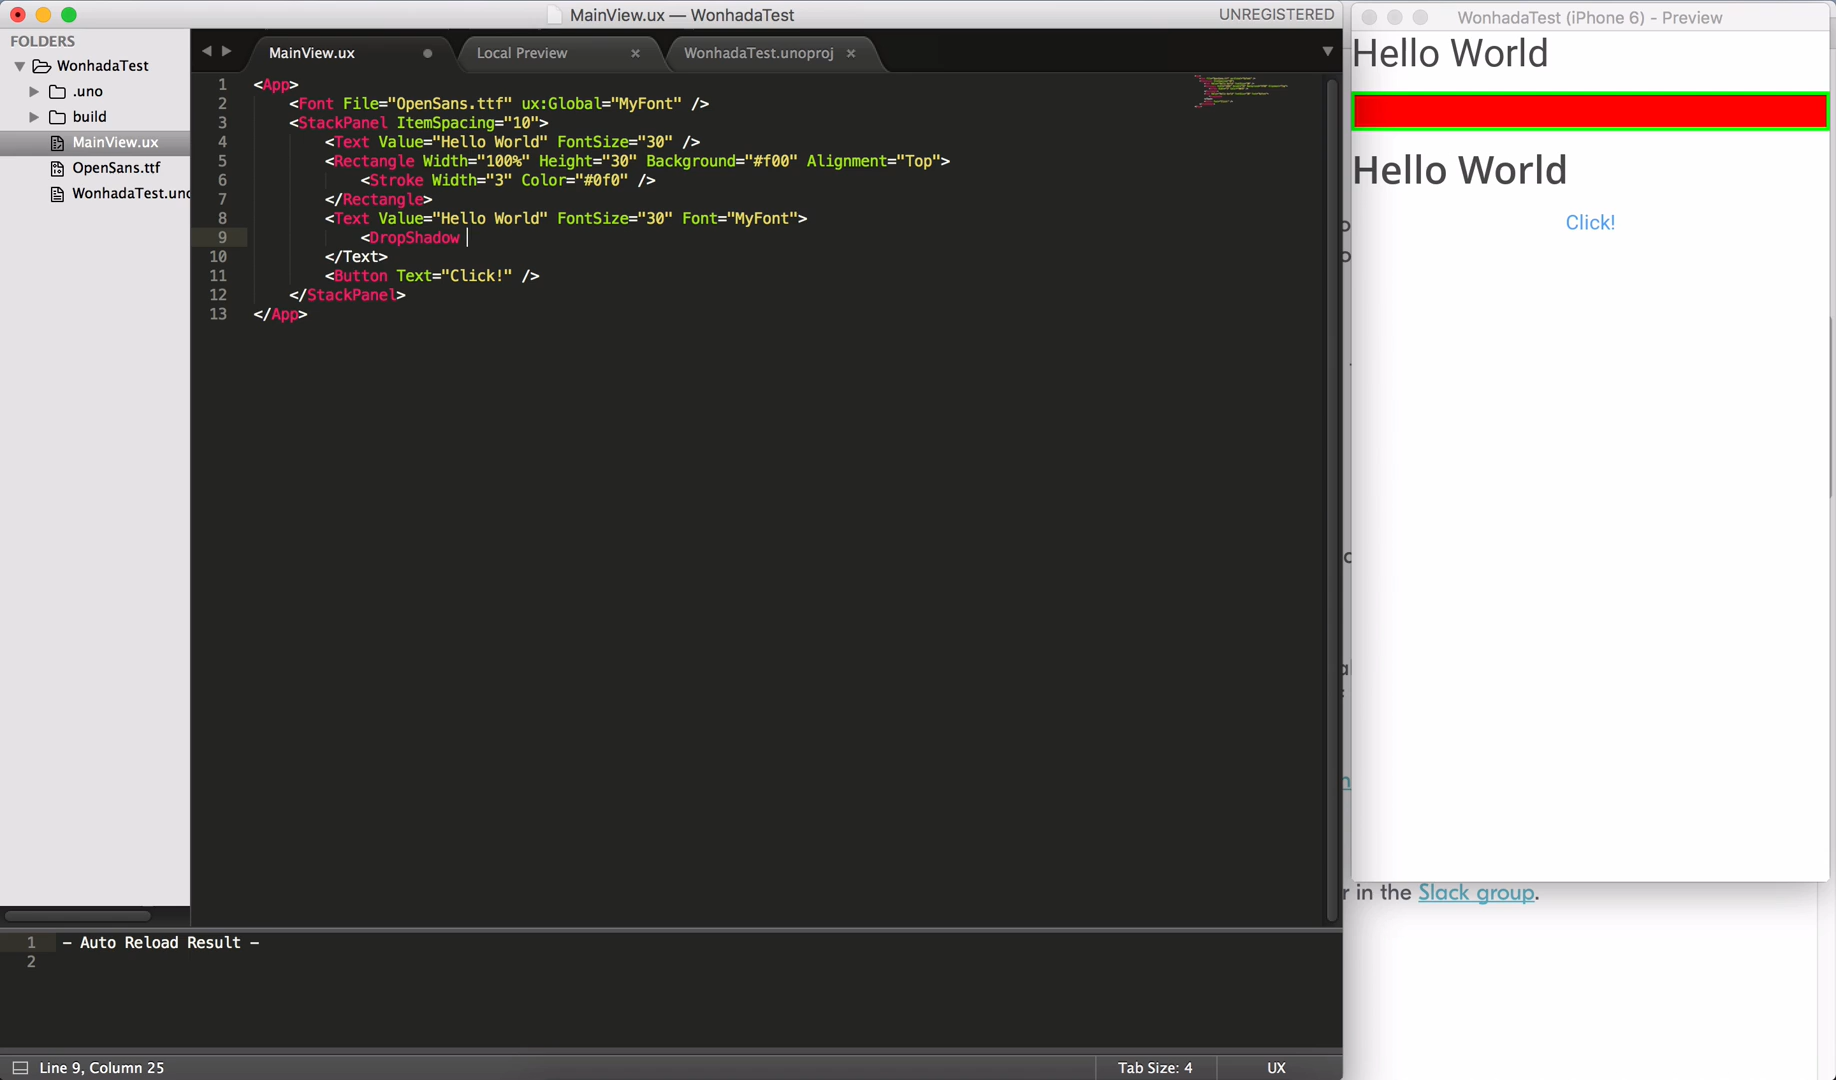 MainView.ux — WonhadaTest
UNREGISTERED
FOLDERS
WonhadaTest
.uno
build
MainView.ux
OpenSans.ttf
WonhadaTest.uno
MainView.ux
Local Preview
WonhadaTest.unoproj
1 <App>
2 <Font File="OpenSans.ttf" ux:Global="MyFont" />
3 <StackPanel ItemSpacing="10">
4 <Text Value="Hello World" FontSize="30" />
5 <Rectangle Width="100%" Height="30" Background="#f00" Alignment="Top">
6 <Stroke Width="3" Color="#0f0" />
7 </Rectangle>
8 <Text Value="Hello World" FontSize="30" Font="MyFont">
9 <DropShadow
10 </Text>
11 <Button Text="Click!" />
12 </StackPanel>
13 </App>
1 - Auto Reload Result -
2
Line 9, Column 25
Tab Size: 4
UX
WonhadaTest (iPhone 6) - Preview
Hello World
Hello World
Click!
r in the Slack group.